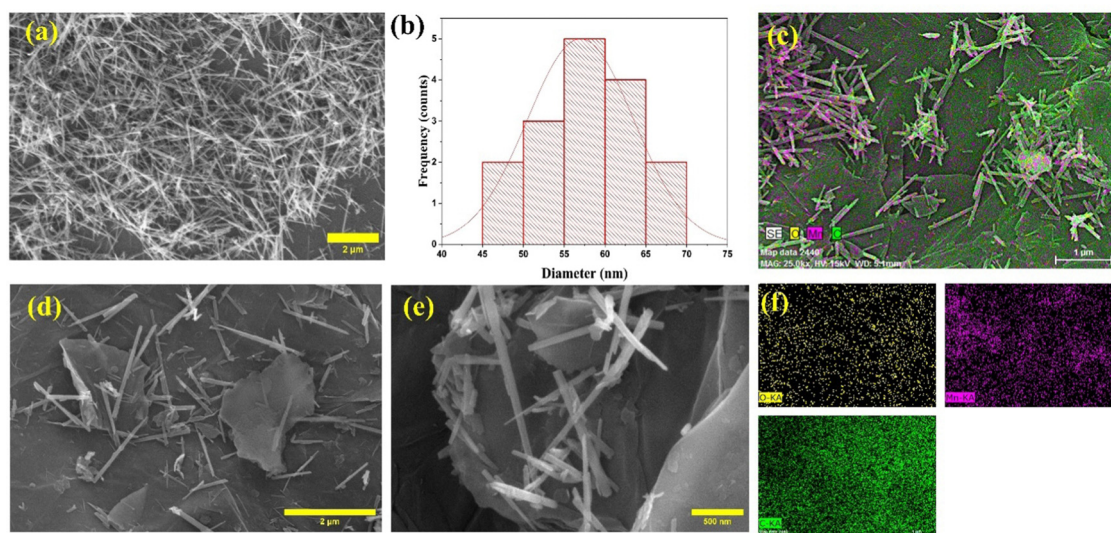 (a)
2 µm
(b)
Frequency (counts)
5
4
3
2
1
0
40 45 50 55 60 65 70 75
Diameter (nm)
(c)
SE O Mn C
Map data 2440
MAG: 25.0kx HV: 15kV WD: 5.1mm
1 µm
(d)
2 µm
(e)
500 nm
(f)
O-KA
Mn-KA
C-KA